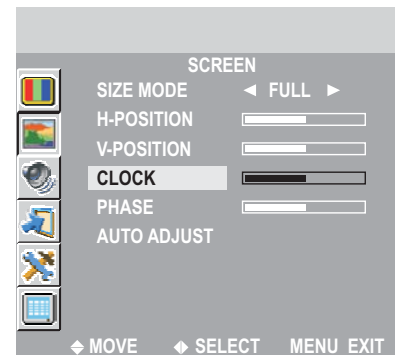 SCREEN
SIZE MODE ◄ FULL ►
H-POSITION
V-POSITION
CLOCK
PHASE
AUTO ADJUST
MOVE SELECT MENU EXIT